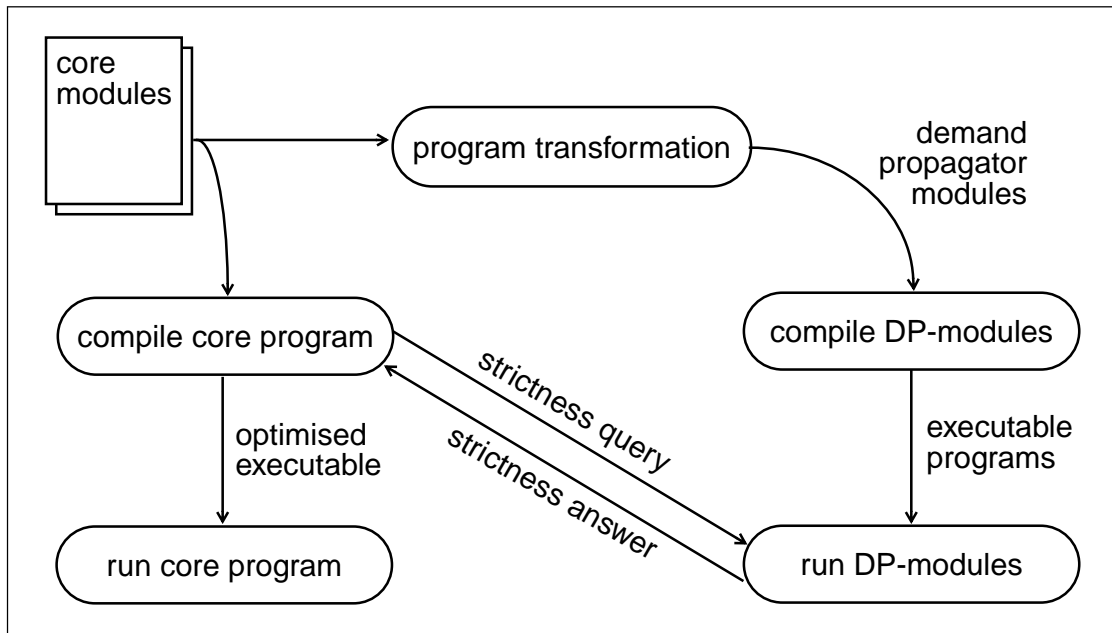 core
modules
program transformation
demand
propagator
modules
compile core program
compile DP-modules
strictness query
strictness answer
optimised
executable
executable
programs
run core program
run DP-modules